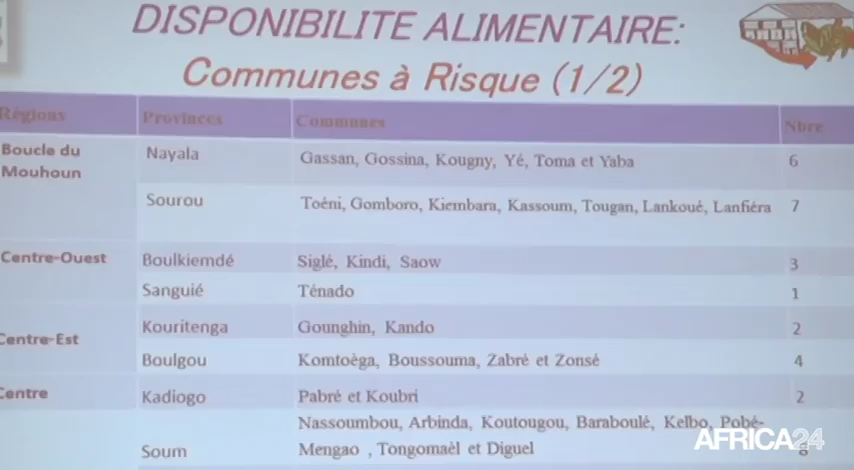 DISPONIBILITE ALIMENTAIRE:
Communes à Risque (1/2)
Régions Provinces Communes Nbre
Boucle du Mouhoun Nayala Gassan, Gossina, Kougny, Yé, Toma et Yaba 6
Sourou Toéni, Gomboro, Kiembara, Kassoum, Tougan, Lankoué, Lanfiéra 7
Centre-Ouest Boulkiemdé Siglé, Kindi, Saow 3
Sanguié Ténado 1
Centre-Est Kouritenga Gounghin, Kando 2
Boulgou Komtoèga, Boussouma, Zabré et Zonsé 4
Centre Kadiogo Pabré et Koubri 2
Soum Nassoumbou, Arbinda, Koutougou, Baraboulé, Kelbo, Pobé-
Mengao , Tongomaèl et Diguel 8
AFRICA24